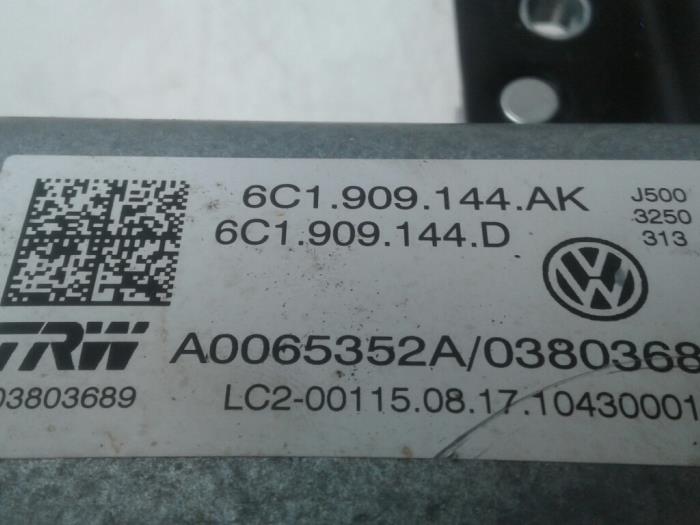 6C1.909.144.AK
6C1.909.144.D
J500
3250
313
TRW
A0065352A/0380368
03803689
LC2-00115.08.17.10430001